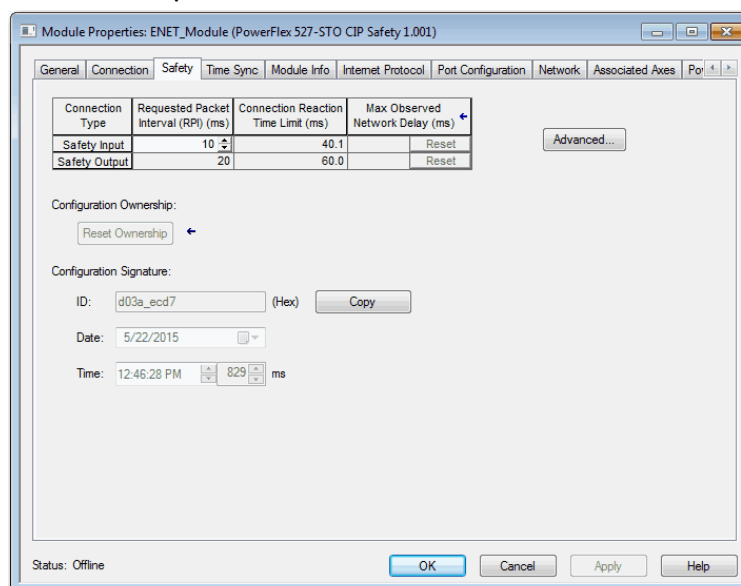 Module Properties: ENET_Module (PowerFlex 527-STO CIP Safety 1.001)
General Connection Safety Time Sync Module Info Internet Protocol Port Configuration Network Associated Axes
Connection Type Requested Packet Interval (RPI) (ms) Connection Reaction Time Limit (ms) Max Observed Network Delay (ms)
Safety Input 10 40.1 Reset
Safety Output 20 60.0 Reset
Advanced...
Configuration Ownership:
Reset Ownership
Configuration Signature:
ID: d03a_ecd7 (Hex) Copy
Date: 5/22/2015
Time: 12:46:28 PM 829 ms
Status: Offline OK Cancel Apply Help